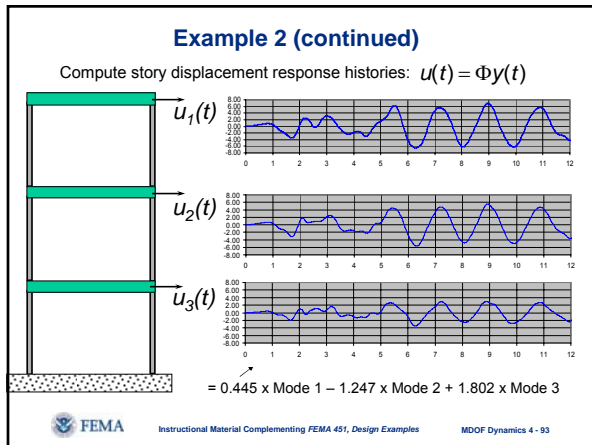 Example 2 (continued)
Compute story displacement response histories: u(t) = Φy(t)
u1(t)
8.00
6.00
4.00
2.00
0.00
-2.00
-4.00
-6.00
-8.00
0 1 2 3 4 5 6 7 8 9 10 11 12
u2(t)
8.00
6.00
4.00
2.00
0.00
-2.00
-4.00
-6.00
-8.00
0 1 2 3 4 5 6 7 8 9 10 11 12
u3(t)
8.00
6.00
4.00
2.00
0.00
-2.00
-4.00
-6.00
-8.00
0 1 2 3 4 5 6 7 8 9 10 11 12
= 0.445 x Mode 1 – 1.247 x Mode 2 + 1.802 x Mode 3
FEMA
Instructional Material Complementing FEMA 451, Design Examples
MDOF Dynamics 4 - 93